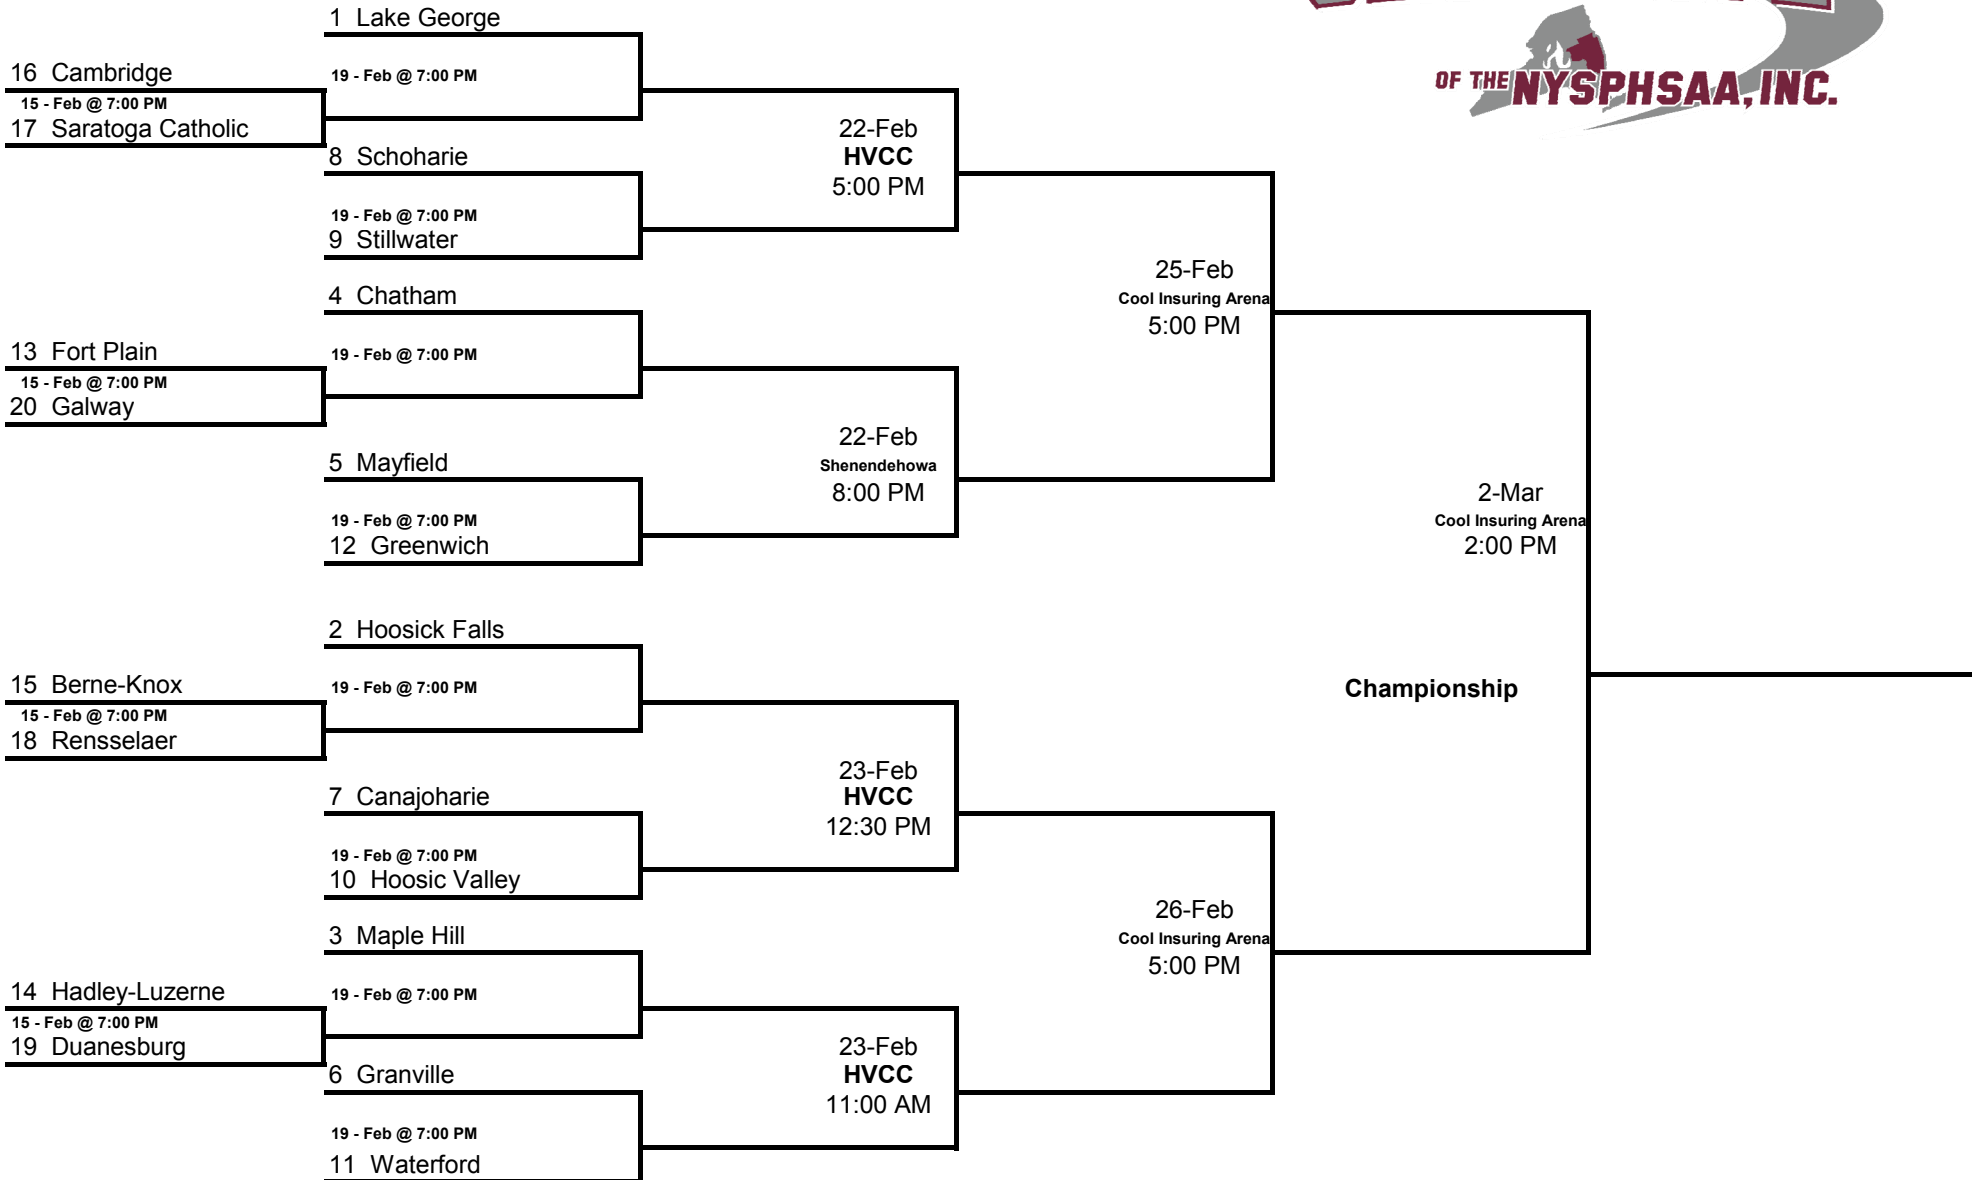 OF THE NYSPHSAA, INC.
1 Lake George
16 Cambridge
19 - Feb @ 7:00 PM
15 - Feb @ 7:00 PM
17 Saratoga Catholic
22-Feb
HVCC
5:00 PM
8 Schoharie
19 - Feb @ 7:00 PM
9 Stillwater
25-Feb
Cool Insuring Arena
5:00 PM
4 Chatham
13 Fort Plain
19 - Feb @ 7:00 PM
15 - Feb @ 7:00 PM
20 Galway
22-Feb
Shenendehowa
8:00 PM
5 Mayfield
19 - Feb @ 7:00 PM
12 Greenwich
2-Mar
Cool Insuring Arena
2:00 PM
2 Hoosick Falls
15 Berne-Knox
19 - Feb @ 7:00 PM
Championship
15 - Feb @ 7:00 PM
18 Rensselaer
23-Feb
HVCC
12:30 PM
7 Canajoharie
19 - Feb @ 7:00 PM
10 Hoosic Valley
26-Feb
Cool Insuring Arena
5:00 PM
3 Maple Hill
14 Hadley-Luzerne
19 - Feb @ 7:00 PM
15 - Feb @ 7:00 PM
19 Duanesburg
23-Feb
HVCC
11:00 AM
6 Granville
19 - Feb @ 7:00 PM
11 Waterford